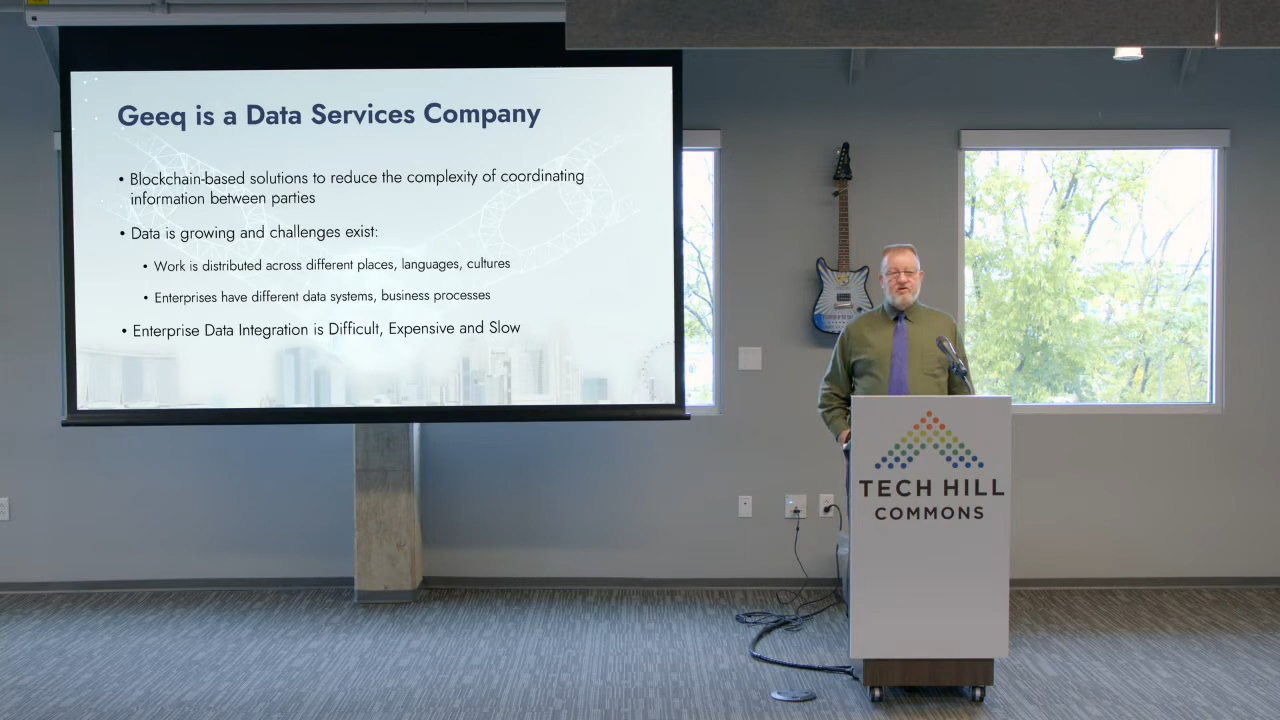 Geeq is a Data Services Company
• Blockchain-based solutions to reduce the complexity of coordinating
information between parties
• Data is growing and challenges exist:
Work is distributed across different places, languages, cultures
• Enterprises have different data systems, business processes
• Enterprise Data Integration is Difficult, Expensive and Slow
TECH HILL
COMMONS